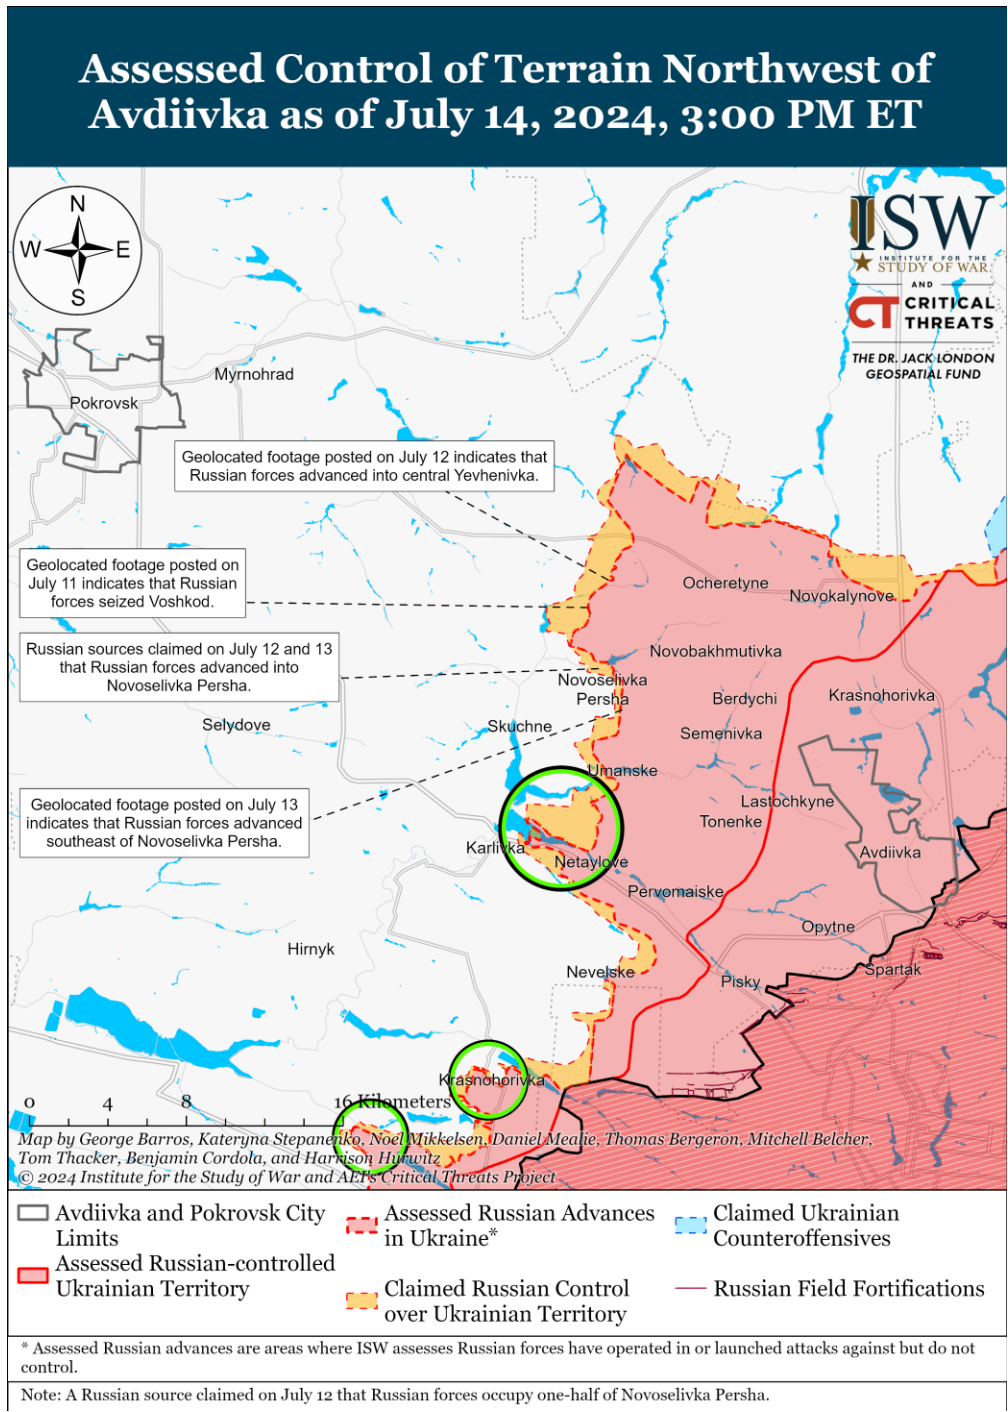 Assessed Control of Terrain Northwest of
Avdiivka as of July 14, 2024, 3:00 PM ET
N
W
E
S
ISW
INSTITUTE FOR THE
STUDY OF WAR
AND
CT CRITICAL
THREATS
THE DR. JACK LONDON
GEOSPATIAL FUND
Myrnohrad
Pokrovsk
Geolocated footage posted on July 12 indicates that
Russian forces advanced into central Yevhenivka.
Geolocated footage posted on
July 11 indicates that Russian
forces seized Voshkod.
Ocheretyne
Novokalynove
Russian sources claimed on July 12 and 13
that Russian forces advanced into
Novoselivka Persha.
Novobakhmutivka
Novoselivka
Persha
Berdychi
Krasnohorivka
Selydove
Skuchne
Semenivka
Umanske
Geolocated footage posted on July 13
indicates that Russian forces advanced
southeast of Novoselivka Persha.
Lastochkyne
Tonenke
Karlivka
Netaylove
Avdiivka
Pervomaiske
Opytne
Hirnyk
Nevelske
Spartak
Pisky
Krasnohorivka
0 4 8 16 Kilometers
Map by George Barros, Kateryna Stepanenko, Noel Mikkelsen, Daniel Mealie, Thomas Bergeron, Mitchell Belcher,
Tom Thacker, Benjamin Cordola, and Harrison Hurwitz
© 2024 Institute for the Study of War and AEI's Critical Threats Project
Avdiivka and Pokrovsk City
Limits
Assessed Russian-controlled
Ukrainian Territory
Assessed Russian Advances
in Ukraine*
Claimed Russian Control
over Ukrainian Territory
Claimed Ukrainian
Counteroffensives
Russian Field Fortifications
* Assessed Russian advances are areas where ISW assesses Russian forces have operated in or launched attacks against but do not
control.
Note: A Russian source claimed on July 12 that Russian forces occupy one-half of Novoselivka Persha.